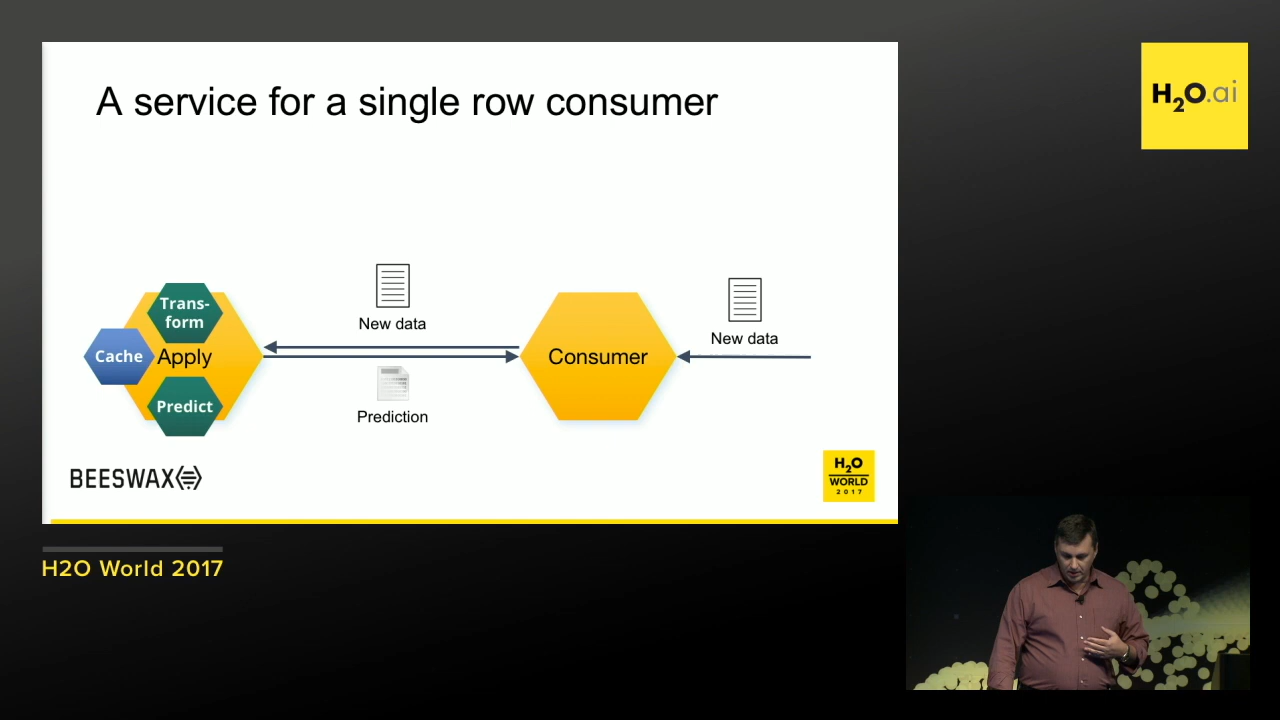 A service for a single row consumer
H2O.ai
Trans-
form
Cache
Apply
Predict
New data
Prediction
Consumer
New data
BEESWAX
H2O
WORLD
2017
H2O World 2017